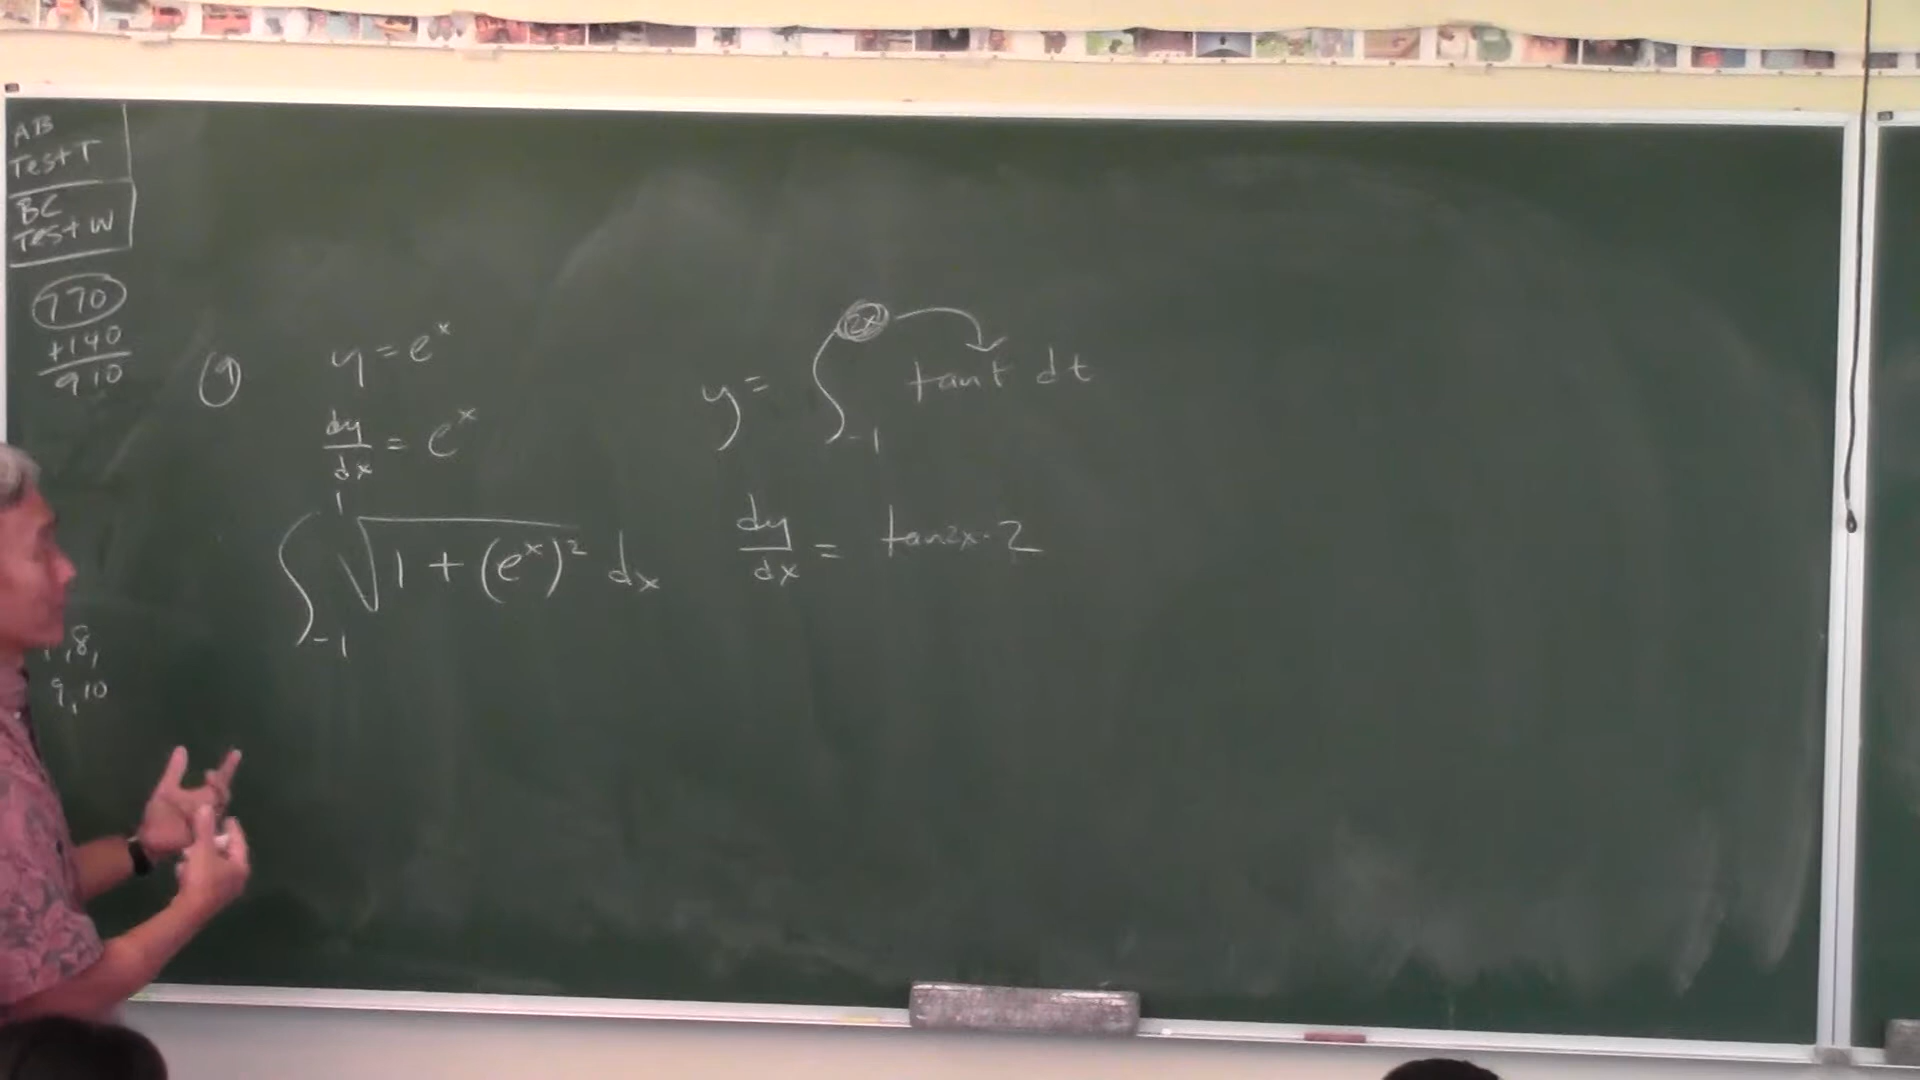 AB
Test T
BC
Test W
770
+140
910
8,
9,10
9
y = e^x
dy/dx = e^x
∫_{-1}^{1} √(1 + (e^x)²) dx
y = ∫_{-1}^{2x} tan t dt
dy/dx = tan2x · 2